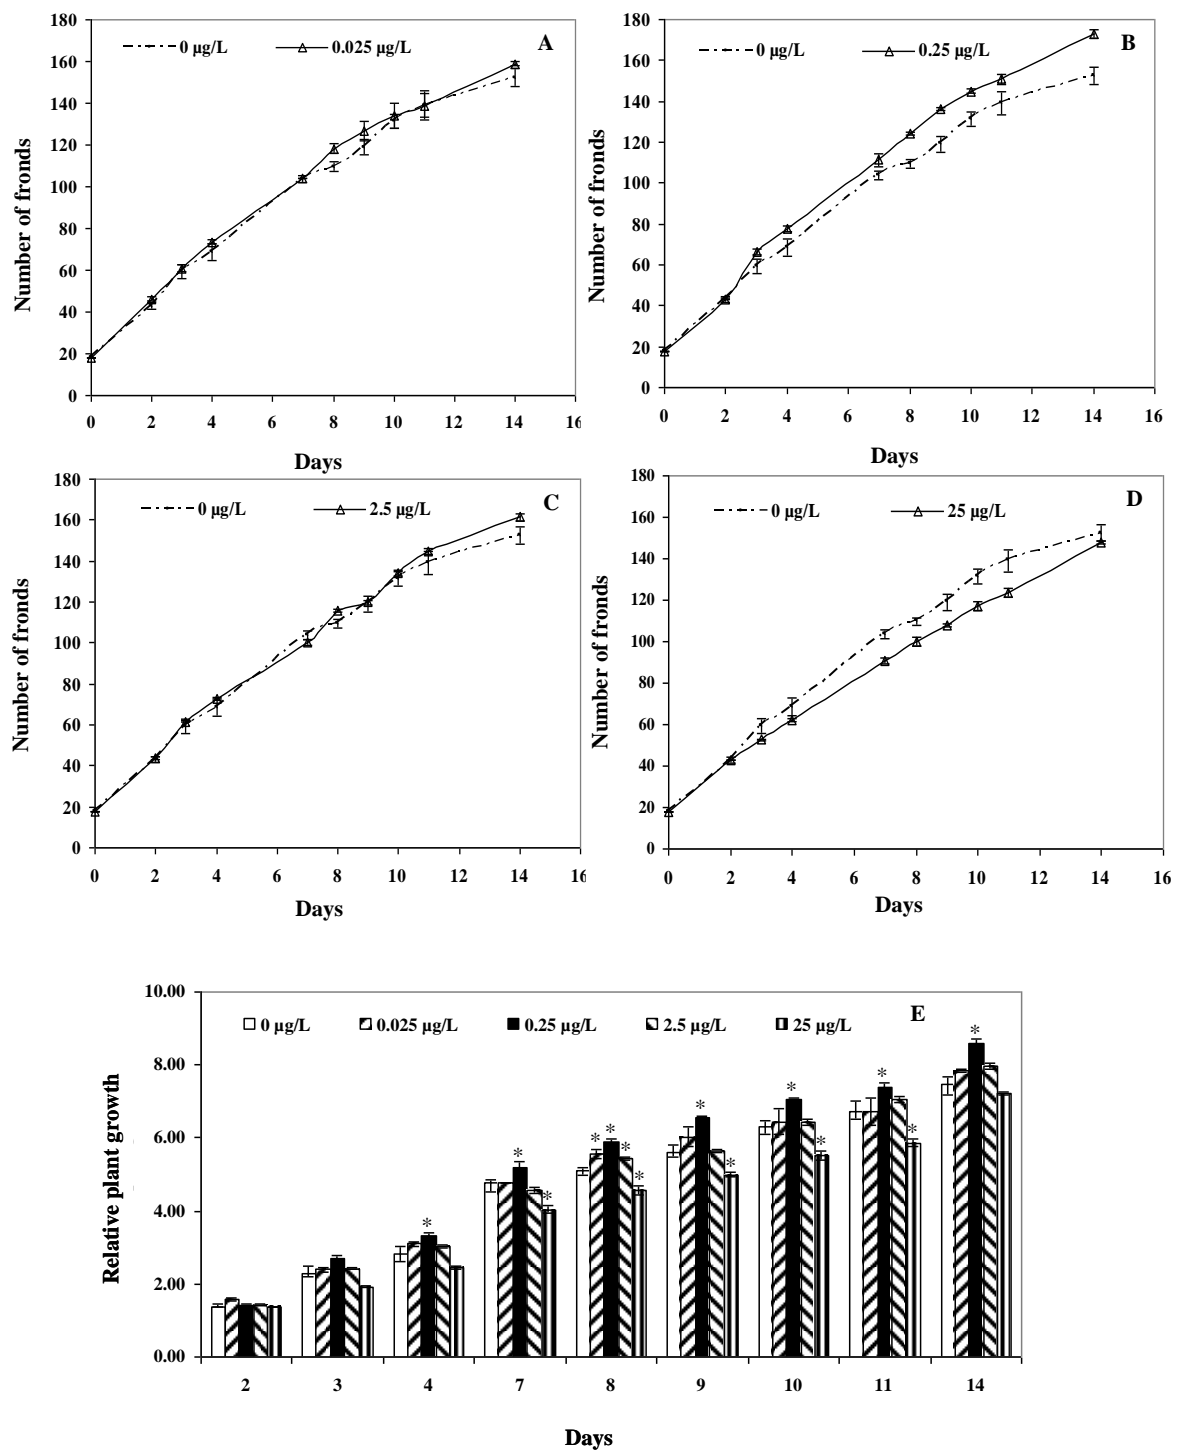 180
160
140
120
100
80
60
40
20
0
0 µg/L
0.025 µg/L
A
Number of fronds
0 2 4 6 8 10 12 14 16
Days
180
160
140
120
100
80
60
40
20
0
0 µg/L
0.25 µg/L
B
Number of fronds
0 2 4 6 8 10 12 14 16
Days
180
160
140
120
100
80
60
40
20
0
0 µg/L
2.5 µg/L
C
Number of fronds
0 2 4 6 8 10 12 14 16
Days
180
160
140
120
100
80
60
40
20
0
0 µg/L
25 µg/L
D
Number of fronds
0 2 4 6 8 10 12 14 16
Days
10.00
8.00
6.00
4.00
2.00
0.00
0 µg/L 0.025 µg/L 0.25 µg/L 2.5 µg/L 25 µg/L
E
Relative plant growth
* * * * * * * * * * * * * * *
2 3 4 7 8 9 10 11 14
Days